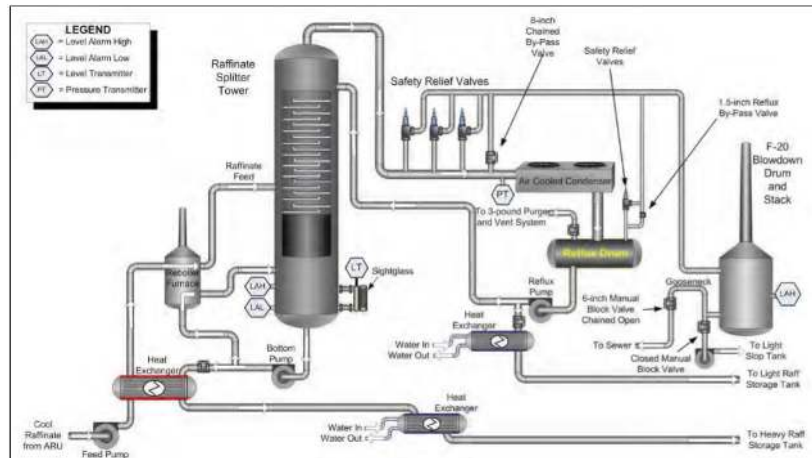 LEGEND
LAH = Level Alarm High
LAL = Level Alarm Low
LT = Level Transmitter
PT = Pressure Transmitter
Raffinate
Splitter
Tower
8-inch
Chained
By-Pass
Valve
Safety Relief Valves
Safety Relief
Valves
1.5-inch Reflux
By-Pass Valve
F-20
Blowdown
Drum
and
Stack
Raffinate
Feed
PT
Air Cooled Condenser
To 3-pound Purge
and Vent System
Reflux Drum
Reboiler
Furnace
LT
Sightglass
LAH
LAL
Reflux
Pump
Gooseneck
6-inch Manual
Block Valve
Chained Open
LAH
Heat
Exchanger
Bottom
Pump
Heat
Exchanger
Water In
Water Out
To Sewer
Closed Manual
Block Valve
To Light
Slop Tank
To Light Raff
Storage Tank
Heat
Exchanger
Cool
Raffinate
from ARU
Feed Pump
Water In
Water Out
To Heavy Raff
Storage Tank